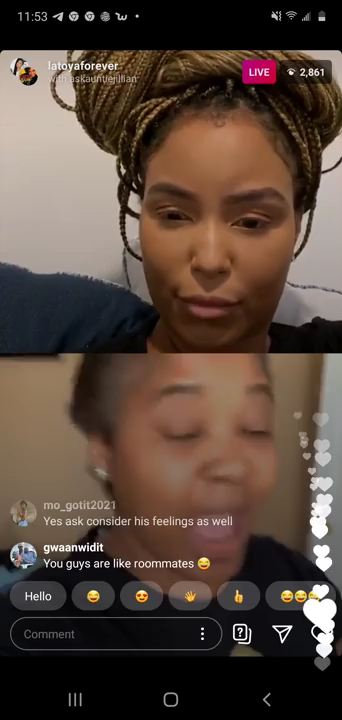 11:53
latoyaforever
with askauntiejillian
LIVE
2,861
mo_gotit2021
Yes ask consider his feelings as well
gwaanwidit
You guys are like roommates 😂
Hello
Comment